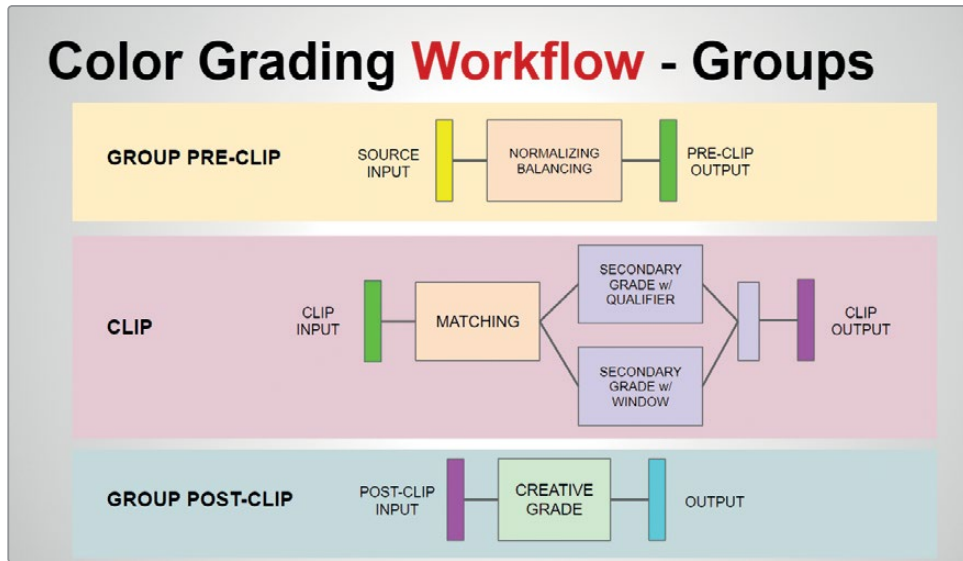 Color Grading Workflow - Groups
GROUP PRE-CLIP
SOURCE
INPUT
NORMALIZING
BALANCING
PRE-CLIP
OUTPUT
CLIP
CLIP
INPUT
MATCHING
SECONDARY
GRADE w/
QUALIFIER
SECONDARY
GRADE w/
WINDOW
CLIP
OUTPUT
GROUP POST-CLIP
POST-CLIP
INPUT
CREATIVE
GRADE
OUTPUT